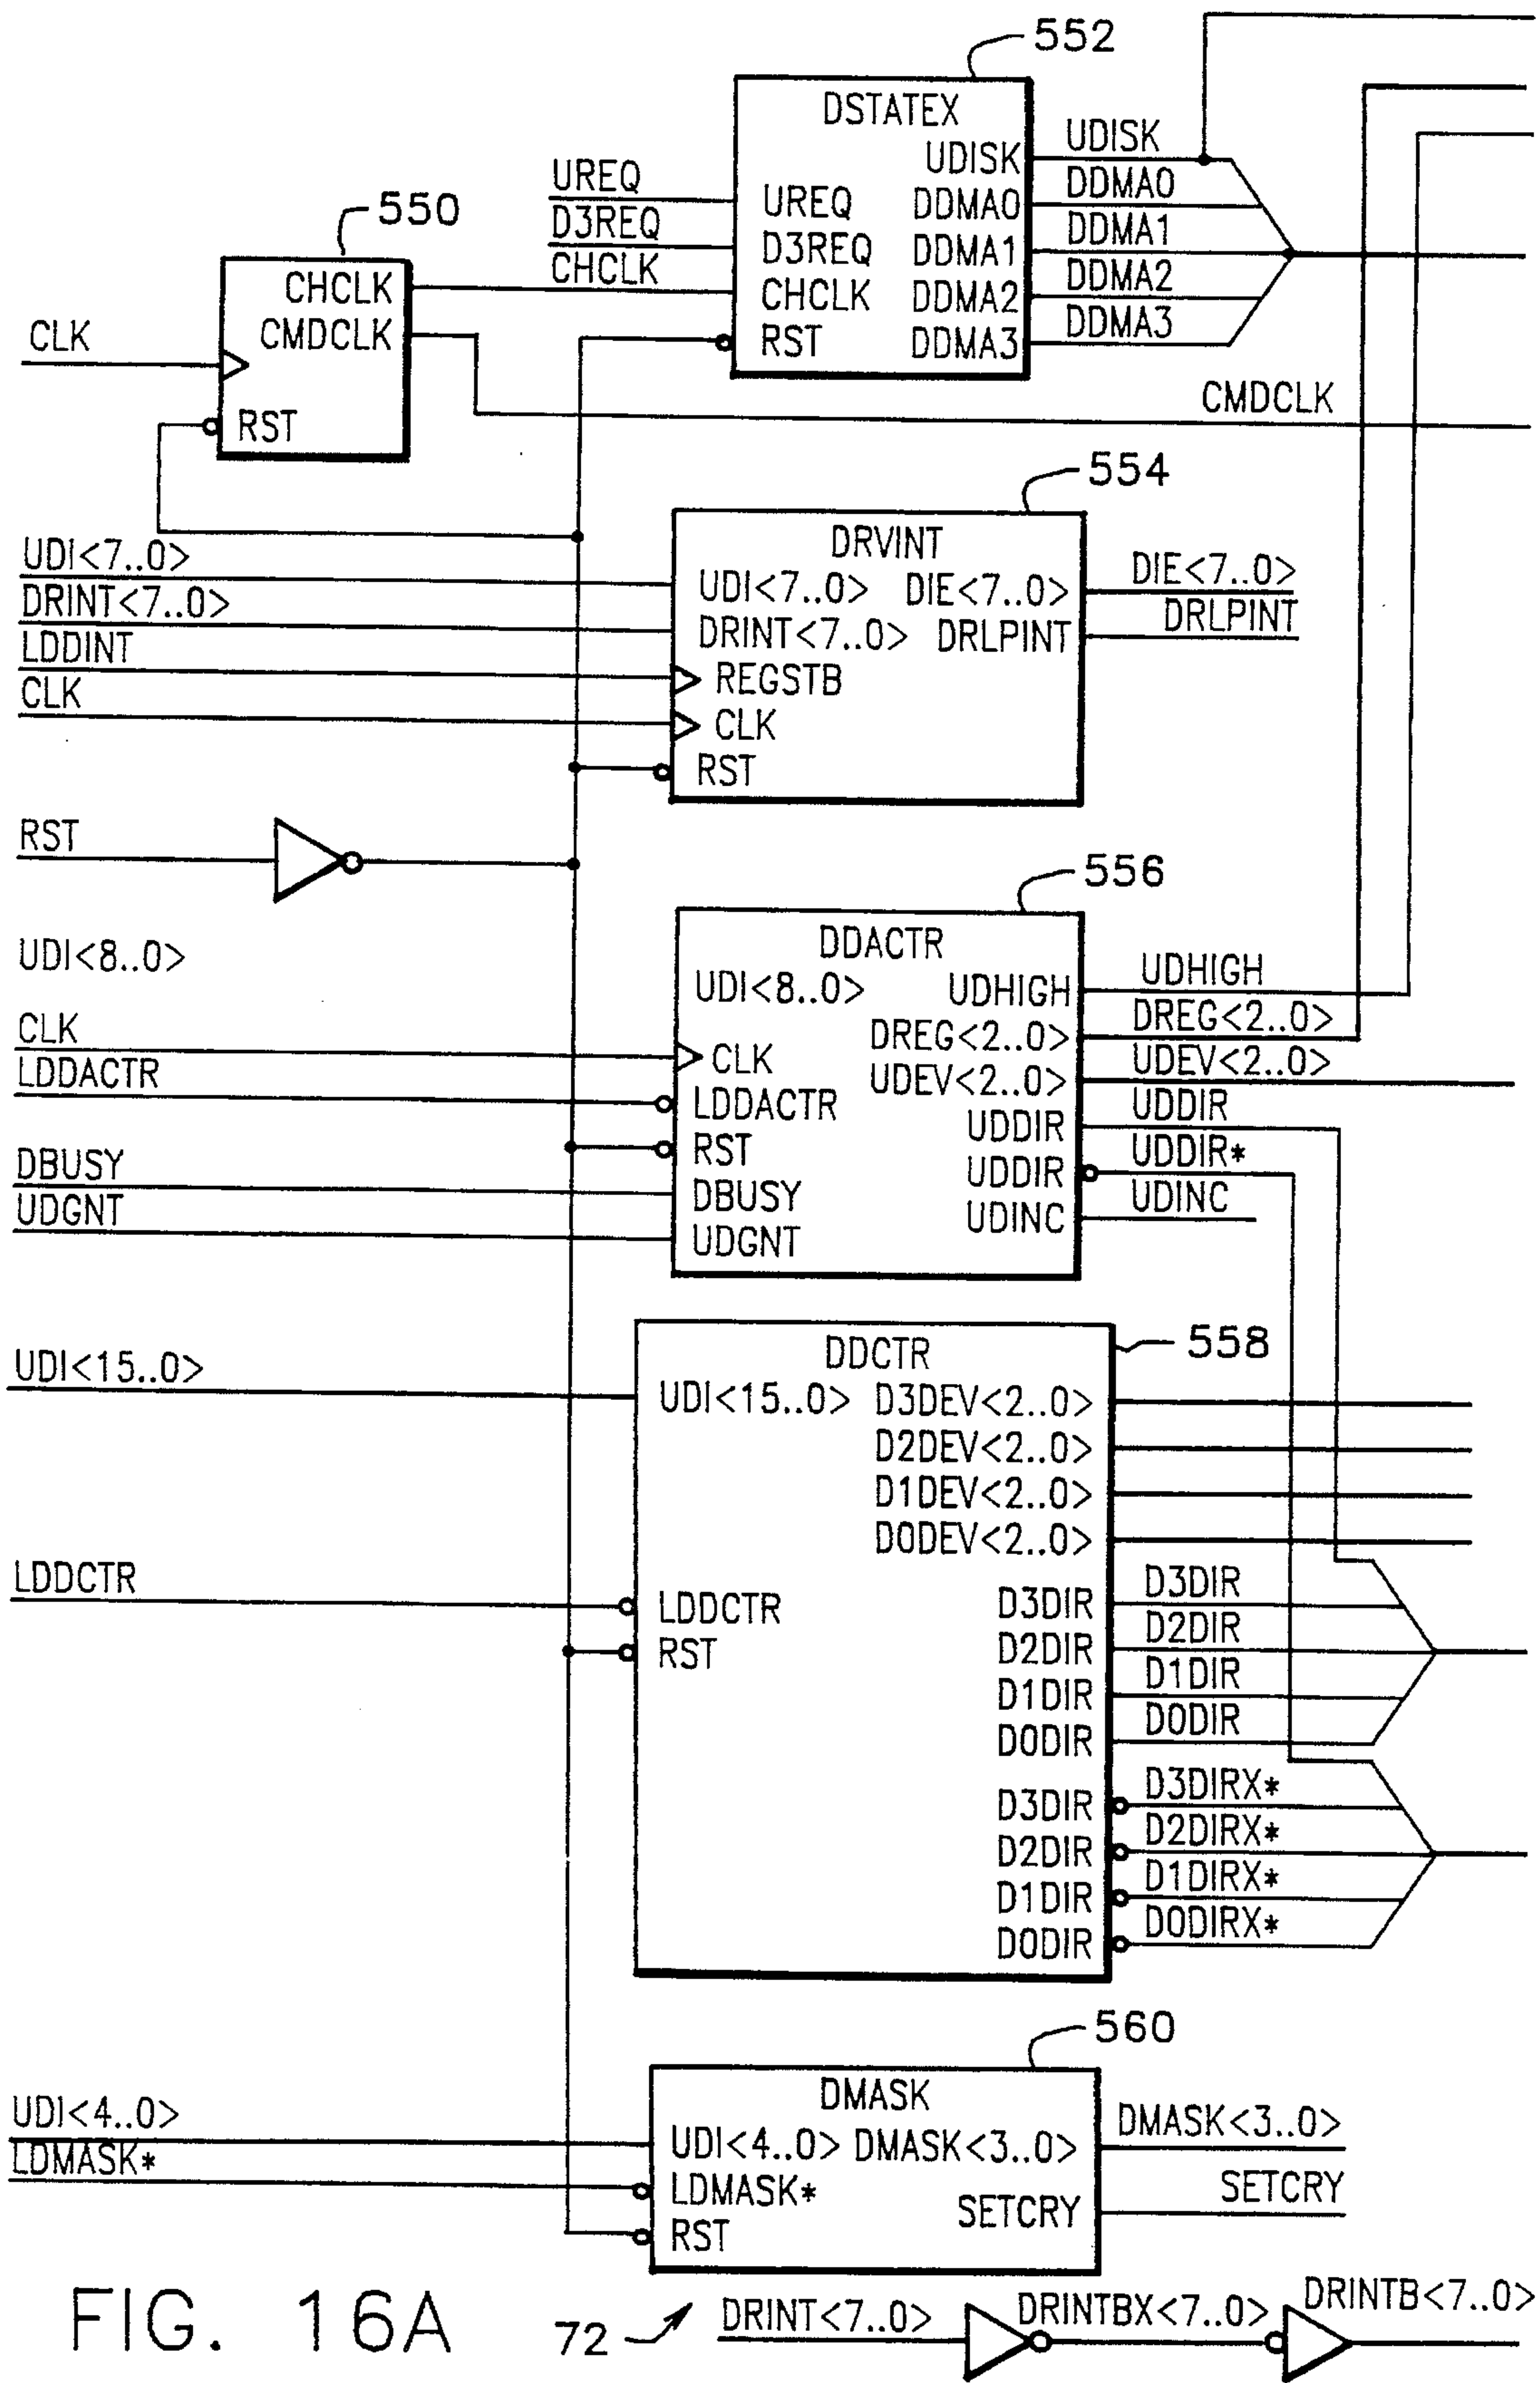 552
DSTATEX
UDISK
UDISK
UREQ
DDMA0
UREQ
DDMA0
550
D3REQ
DDMA1
D3REQ
DDMA1
CHCLK
CHCLK
DDMA2
CHCLK
DDMA2
CLK
CMDCLK
DDMA3
RST
DDMA3
CMDCLK
RST
554
DRVINT
UDI<7..0>
UDI<7..0>
DIE<7..0>
DIE<7..0>
DRINT<7..0>
DRINT<7..0>
DRLPINT
DRLPINT
LDDINT
REGSTB
CLK
CLK
RST
RST
556
DDACTR
UDI<8..0>
UDI<8..0>
UDHIGH
UDHIGH
DREG<2..0>
DREG<2..0>
CLK
CLK
UDEV<2..0>
UDEV<2..0>
LDDACTR
LDDACTR
UDDIR
UDDIR
RST
UDDIR
UDDIR*
DBUSY
DBUSY
UDINC
UDINC
UDGNT
UDGNT
558
DDCTR
UDI<15..0>
UDI<15..0>
D3DEV<2..0>
D2DEV<2..0>
D1DEV<2..0>
D0DEV<2..0>
LDDCTR
LDDCTR
D3DIR
D3DIR
RST
D2DIR
D2DIR
D1DIR
D1DIR
D0DIR
D0DIR
D3DIR
D3DIRX*
D2DIR
D2DIRX*
D1DIR
D1DIRX*
D0DIR
D0DIRX*
560
DMASK
UDI<4..0>
UDI<4..0>
DMASK<3..0>
DMASK<3..0>
LDMASK*
LDMASK*
SETCRY
SETCRY
RST
FIG. 16A
72
DRINT<7..0>
DRINTBX<7..0>
DRINTB<7..0>